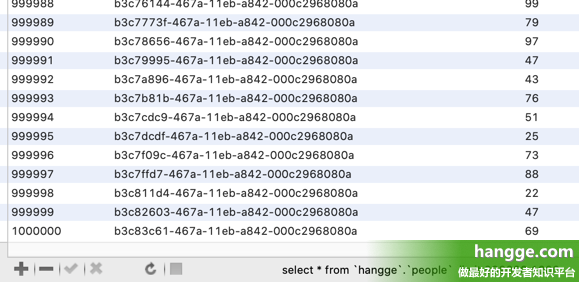 999988 b3c76144-467a-11eb-a842-000c2968080a 99
999989 b3c7773f-467a-11eb-a842-000c2968080a 79
999990 b3c78656-467a-11eb-a842-000c2968080a 97
999991 b3c79995-467a-11eb-a842-000c2968080a 47
999992 b3c7a896-467a-11eb-a842-000c2968080a 43
999993 b3c7b81b-467a-11eb-a842-000c2968080a 76
999994 b3c7cdc9-467a-11eb-a842-000c2968080a 51
999995 b3c7dcdf-467a-11eb-a842-000c2968080a 25
999996 b3c7f09c-467a-11eb-a842-000c2968080a 73
999997 b3c7ffd7-467a-11eb-a842-000c2968080a 88
999998 b3c811d4-467a-11eb-a842-000c2968080a 22
999999 b3c82603-467a-11eb-a842-000c2968080a 47
1000000 b3c83c61-467a-11eb-a842-000c2968080a 69
hangge.com
select * from `hangge`.`people`
做最好的开发者知识平台